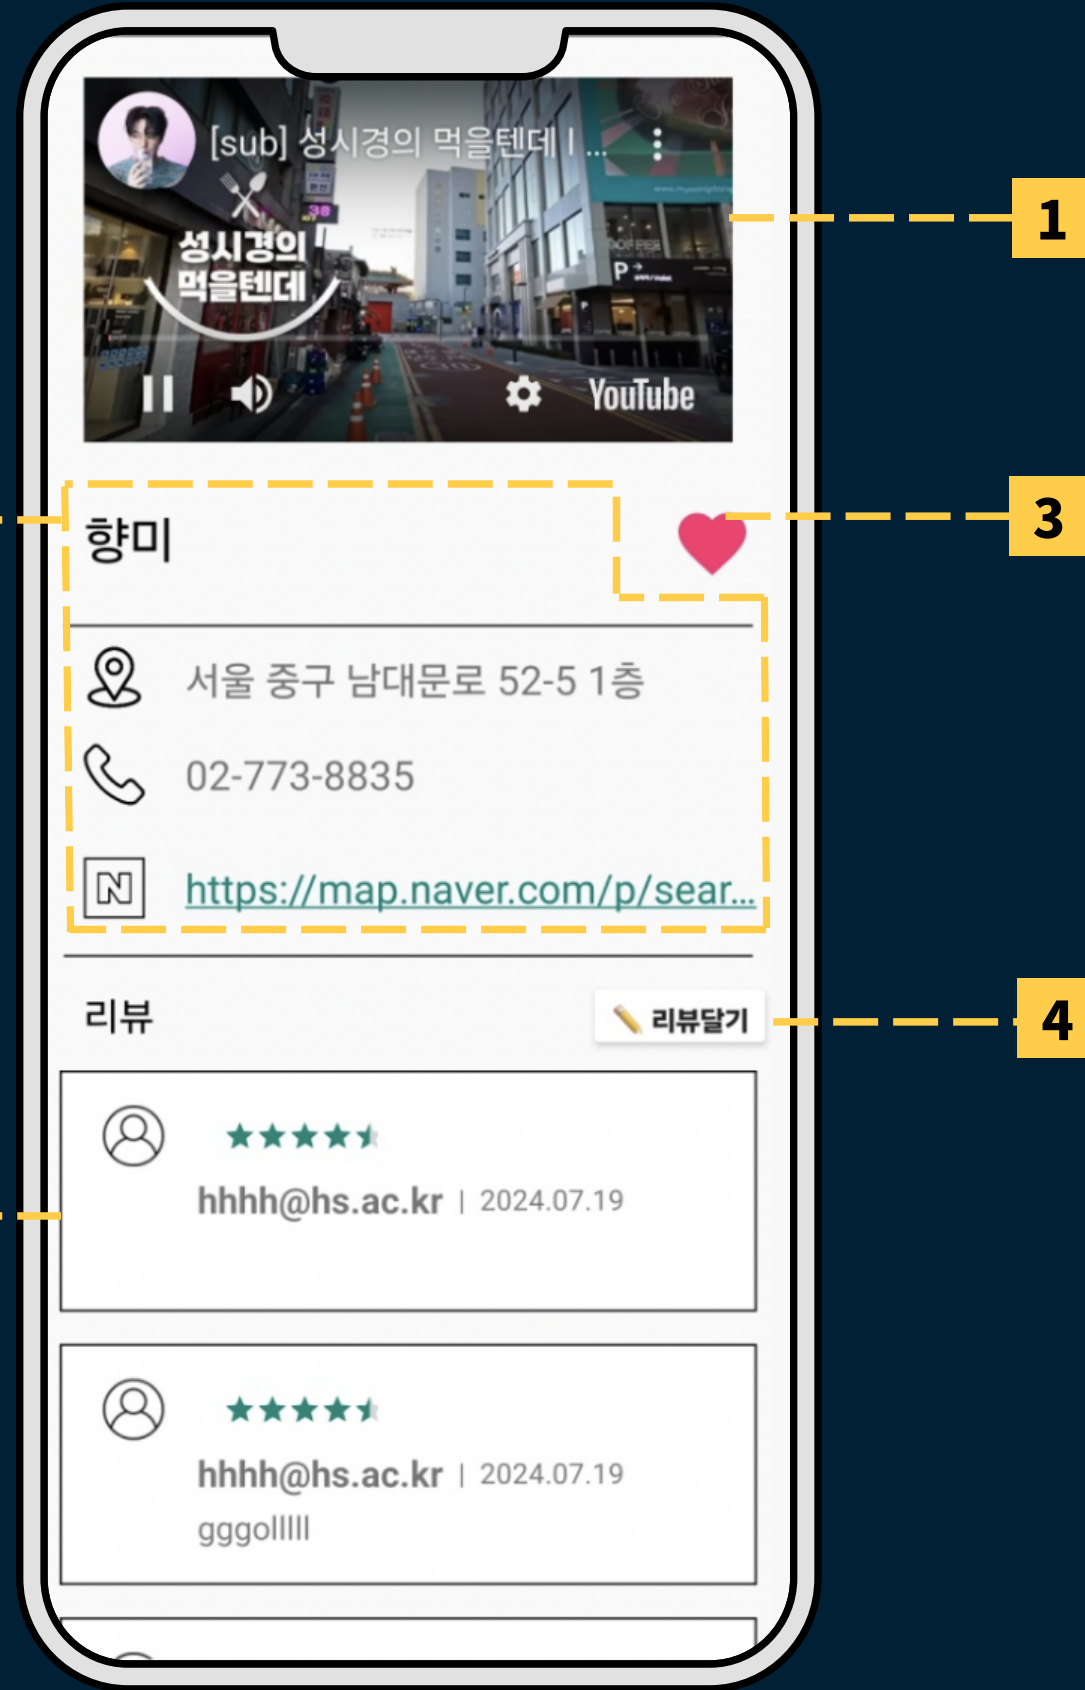 [sub] 성시경의 먹을텐데 l ...
38
성시경의
먹을텐데
P
YouTube
1
향미
3
서울 중구 남대문로 52-5 1층
02-773-8835
N
https://map.naver.com/p/sear...
리뷰
✏️ 리뷰달기
4
hhhh@hs.ac.kr | 2024.07.19
hhhh@hs.ac.kr | 2024.07.19
gggolllll